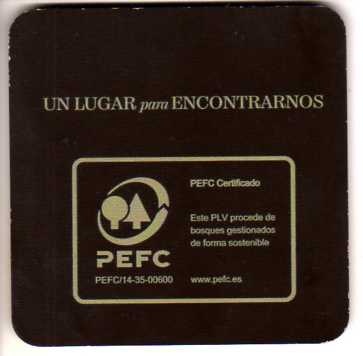 UN LUGAR para ENCONTRARNOS
PEFC Certificado
Este PLV procede de
bosques gestionados
de forma sostenible
PEFC
PEFC/14-35-00600
www.pefc.es